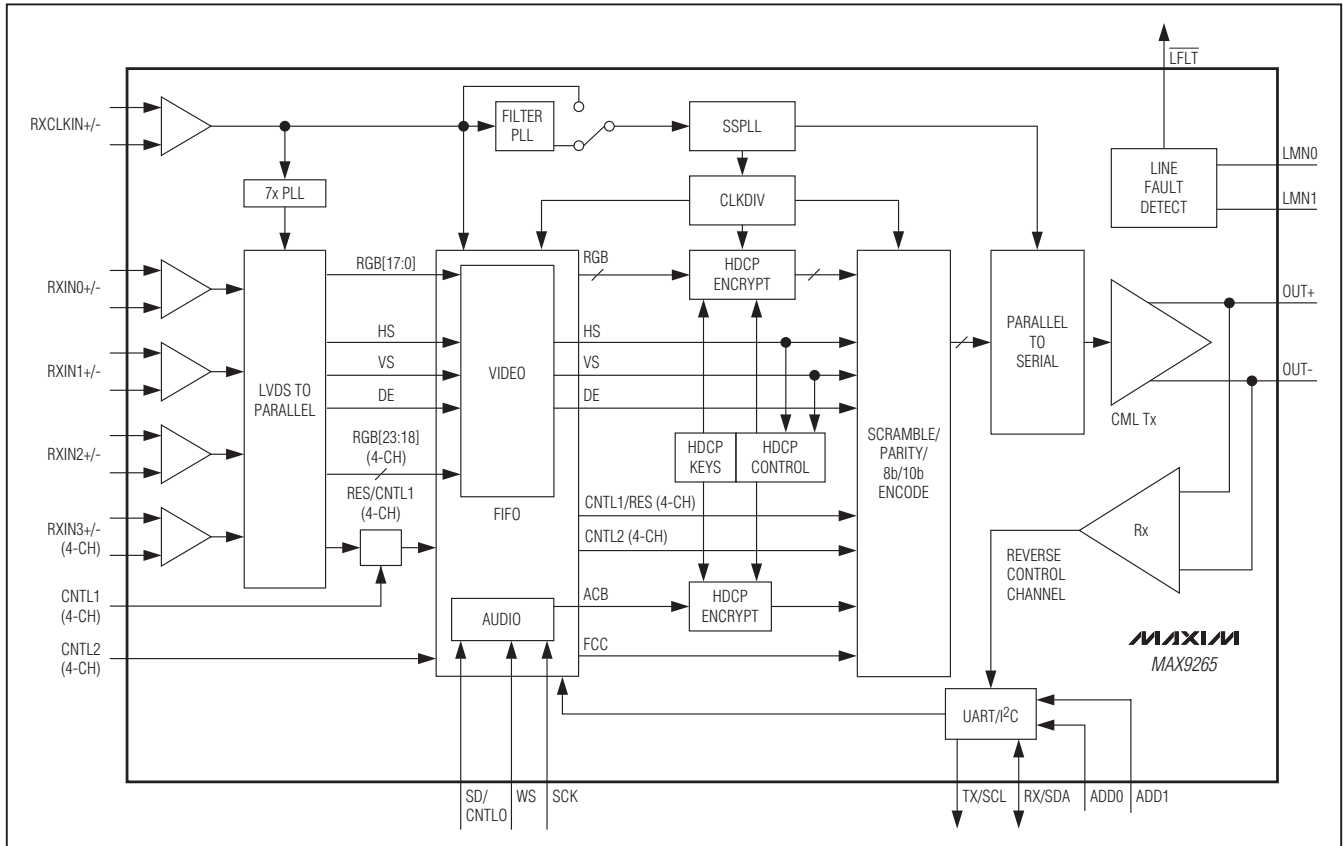 LFLT
RXCLKIN+/-
FILTER
PLL
SSPLL
LINE
FAULT
DETECT
LMN0
LMN1
7x PLL
CLKDIV
RXIN0+/-
RXIN1+/-
RXIN2+/-
RXIN3+/-
(4-CH)
CNTL1
(4-CH)
CNTL2
(4-CH)
LVDS TO
PARALLEL
RGB[17:0]
HS
VS
DE
RGB[23:18]
(4-CH)
RES/CNTL1
(4-CH)
VIDEO
FIFO
AUDIO
RGB
HS
VS
DE
HDCP
ENCRYPT
HDCP
KEYS
HDCP
CONTROL
CNTL1/RES (4-CH)
CNTL2 (4-CH)
ACB
HDCP
ENCRYPT
FCC
SCRAMBLE/
PARITY/
8b/10b
ENCODE
PARALLEL
TO
SERIAL
CML Tx
OUT+
OUT-
Rx
REVERSE
CONTROL
CHANNEL
MAXIM
MAX9265
UART/I²C
SD/
CNTLO
WS
SCK
TX/SCL
RX/SDA
ADD0
ADD1